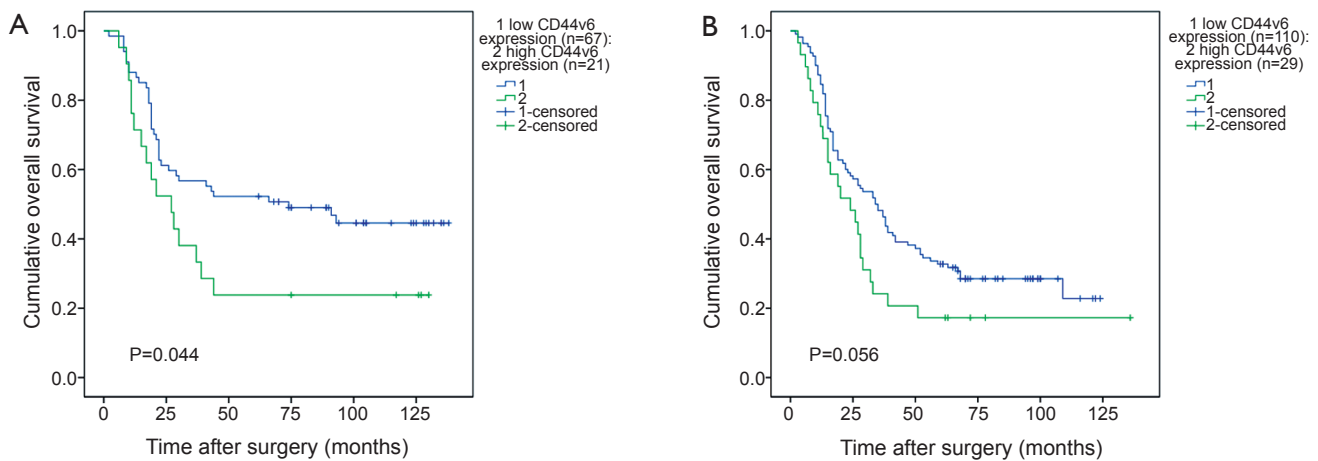 A
1 low CD44v6
expression (n=67):
2 high CD44v6
expression (n=21)
1
2
1-censored
2-censored
Cumulative overall survival
1.0
0.8
0.6
0.4
0.2
0.0
P=0.044
0 25 50 75 100 125
Time after surgery (months)
B
1 low CD44v6
expression (n=110):
2 high CD44v6
expression (n=29)
1
2
1-censored
2-censored
Cumulative overall survival
1.0
0.8
0.6
0.4
0.2
0.0
P=0.056
0 25 50 75 100 125
Time after surgery (months)